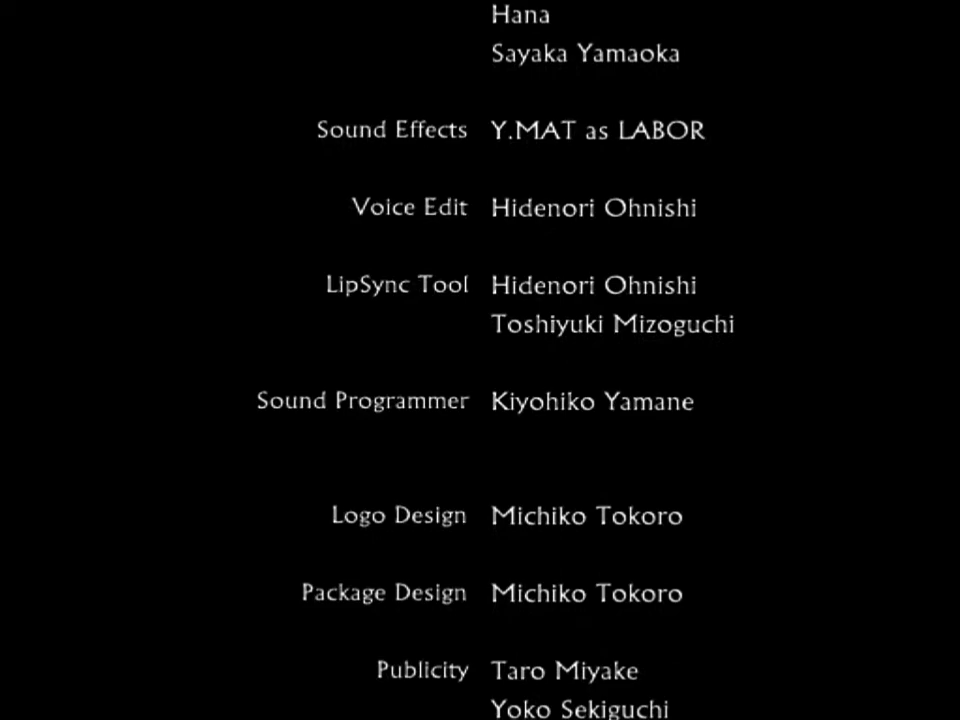 Hana
Sayaka Yamaoka
Sound Effects Y.MAT as LABOR
Voice Edit Hidenori Ohnishi
LipSync Tool Hidenori Ohnishi
Toshiyuki Mizoguchi
Sound Programmer Kiyohiko Yamane
Logo Design Michiko Tokoro
Package Design Michiko Tokoro
Publicity Taro Miyake
Yoko Sekiguchi